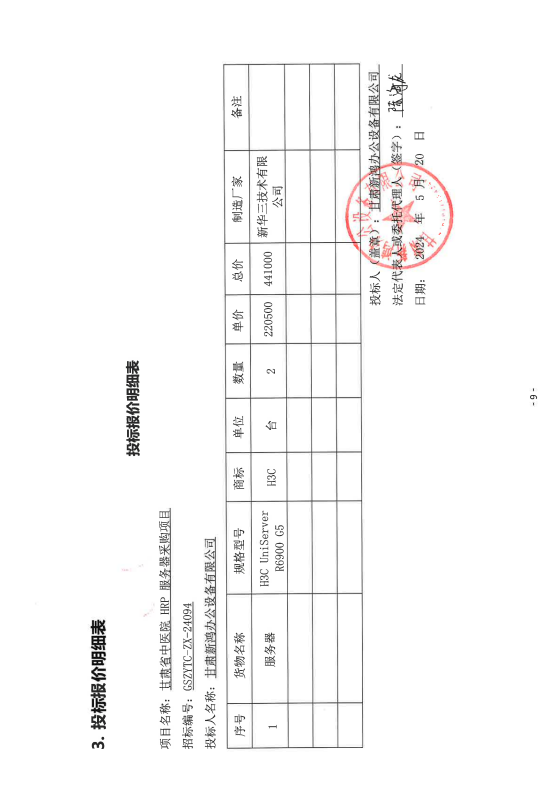 3. 投标报价明细表
投标报价明细表
项目名称: 甘肃省中医院 HRP 服务器采购项目
招标编号: GSZYTC-ZX-24094
投标人名称: 甘肃新鸿办公设备有限公司
序号 货物名称 规格型号 商标 单位 数量 单价 总价 制造厂家 备注
1 服务器 H3C UniServer R6900 G5 H3C 台 2 220500 441000 新华三技术有限公司
投标人（盖章）: 甘肃新鸿办公设备有限公司
法定代表人或委托代理人（签字）:
日期: 2024 年 5 月 20 日
- 9 -